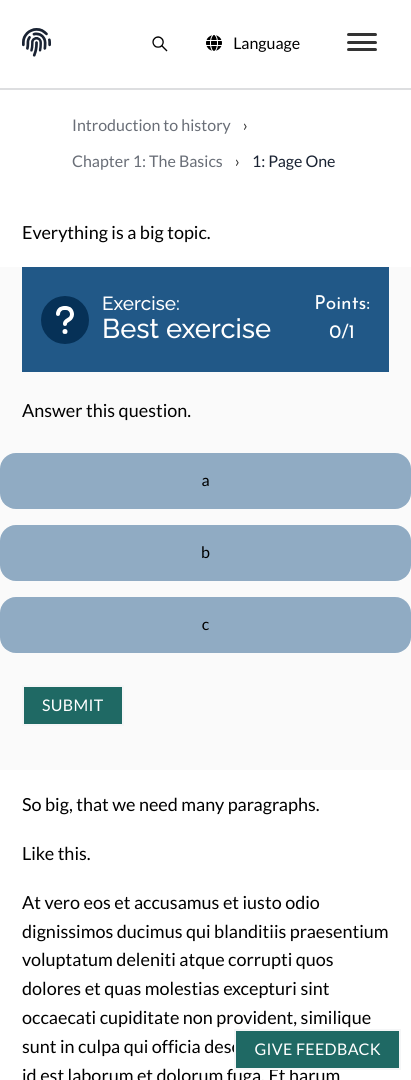 Language
Introduction to history ›
Chapter 1: The Basics › 1: Page One
Everything is a big topic.
Exercise:
Best exercise
Points:
0/1
?
Answer this question.
a
b
c
SUBMIT
So big, that we need many paragraphs.
Like this.
At vero eos et accusamus et iusto odio
dignissimos ducimus qui blanditiis praesentium
voluptatum deleniti atque corrupti quos
dolores et quas molestias excepturi sint
occaecati cupiditate non provident, similique
sunt in culpa qui officia
GIVE FEEDBACK
id est laborum et dolorum fuga. Et harum